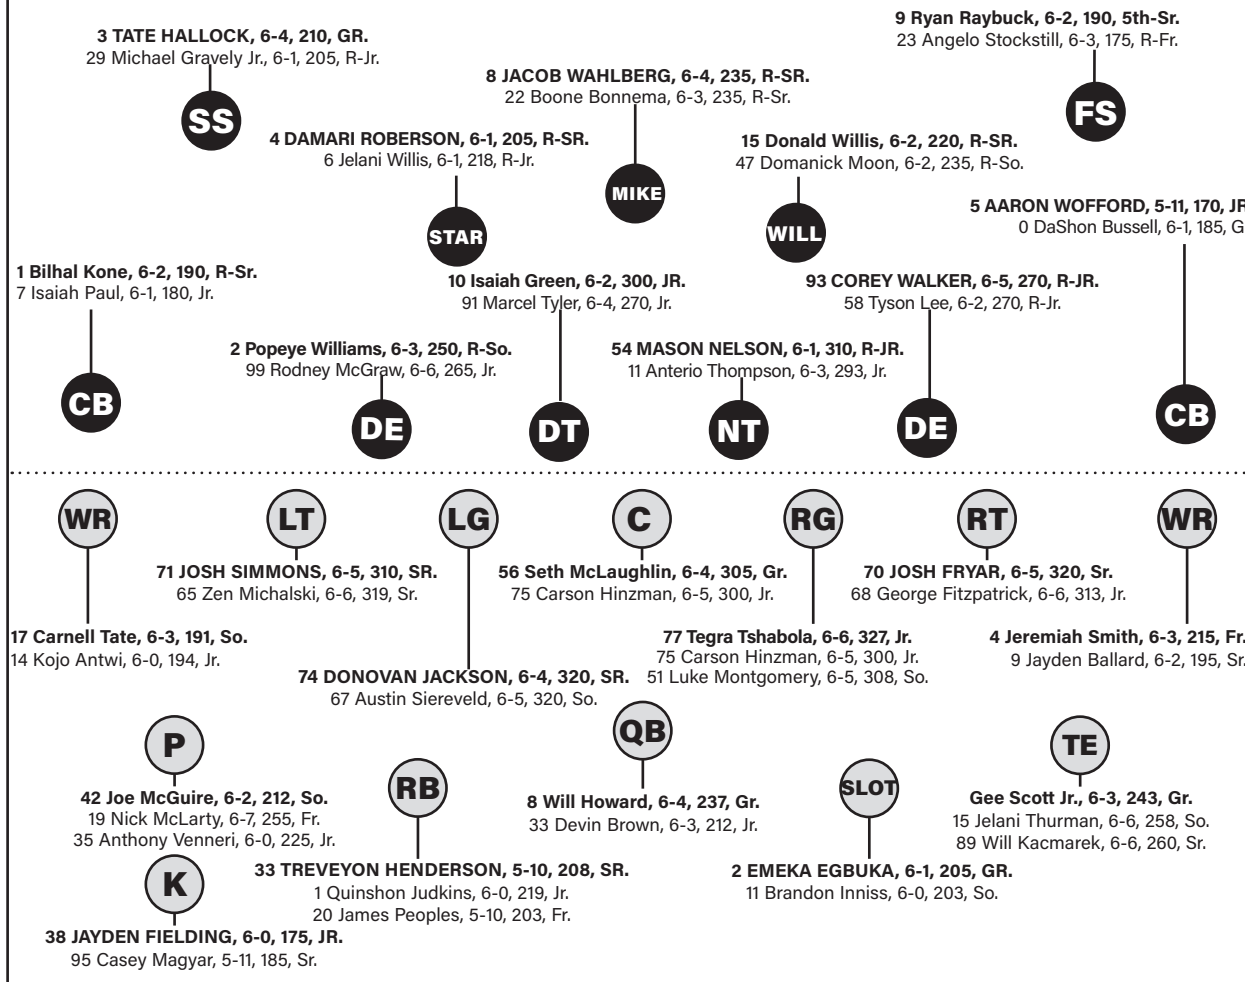 3 TATE HALLOCK, 6-4, 210, GR.
29 Michael Gravely Jr., 6-1, 205, R-Jr.
SS
9 Ryan Raybuck, 6-2, 190, 5th-Sr.
23 Angelo Stockstill, 6-3, 175, R-Fr.
FS
8 JACOB WAHLBERG, 6-4, 235, R-SR.
22 Boone Bonnema, 6-3, 235, R-Sr.
MIKE
4 DAMARI ROBERSON, 6-1, 205, R-SR.
6 Jelani Willis, 6-1, 218, R-Jr.
STAR
15 Donald Willis, 6-2, 220, R-SR.
47 Domanick Moon, 6-2, 235, R-So.
WILL
5 AARON WOFFORD, 5-11, 170, JR
0 DaShon Bussell, 6-1, 185, G
CB
1 Bilhal Kone, 6-2, 190, R-Sr.
7 Isaiah Paul, 6-1, 180, Jr.
CB
10 Isaiah Green, 6-2, 300, JR.
91 Marcel Tyler, 6-4, 270, Jr.
DT
93 COREY WALKER, 6-5, 270, R-JR.
58 Tyson Lee, 6-2, 270, R-Jr.
DE
2 Popeye Williams, 6-3, 250, R-So.
99 Rodney McGraw, 6-6, 265, Jr.
DE
54 MASON NELSON, 6-1, 310, R-JR.
11 Anterio Thompson, 6-3, 293, Jr.
NT
WR
17 Carnell Tate, 6-3, 191, So.
14 Kojo Antwi, 6-0, 194, Jr.
LT
71 JOSH SIMMONS, 6-5, 310, SR.
65 Zen Michalski, 6-6, 319, Sr.
LG
74 DONOVAN JACKSON, 6-4, 320, SR.
67 Austin Siereveld, 6-5, 320, So.
C
56 Seth McLaughlin, 6-4, 305, Gr.
75 Carson Hinzman, 6-5, 300, Jr.
RG
77 Tegra Tshabola, 6-6, 327, Jr.
75 Carson Hinzman, 6-5, 300, Jr.
51 Luke Montgomery, 6-5, 308, So.
RT
70 JOSH FRYAR, 6-5, 320, Sr.
68 George Fitzpatrick, 6-6, 313, Jr.
WR
4 Jeremiah Smith, 6-3, 215, Fr.
9 Jayden Ballard, 6-2, 195, Sr.
P
42 Joe McGuire, 6-2, 212, So.
19 Nick McLarty, 6-7, 255, Fr.
35 Anthony Venneri, 6-0, 225, Jr.
K
38 JAYDEN FIELDING, 6-0, 175, JR.
95 Casey Magyar, 5-11, 185, Sr.
RB
33 TREVEYON HENDERSON, 5-10, 208, SR.
1 Quinshon Judkins, 6-0, 219, Jr.
20 James Peoples, 5-10, 203, Fr.
QB
8 Will Howard, 6-4, 237, Gr.
33 Devin Brown, 6-3, 212, Jr.
SLOT
2 EMEKA EGBUKA, 6-1, 205, GR.
11 Brandon Inniss, 6-0, 203, So.
TE
Gee Scott Jr., 6-3, 243, Gr.
15 Jelani Thurman, 6-6, 258, So.
89 Will Kacmarek, 6-6, 260, Sr.